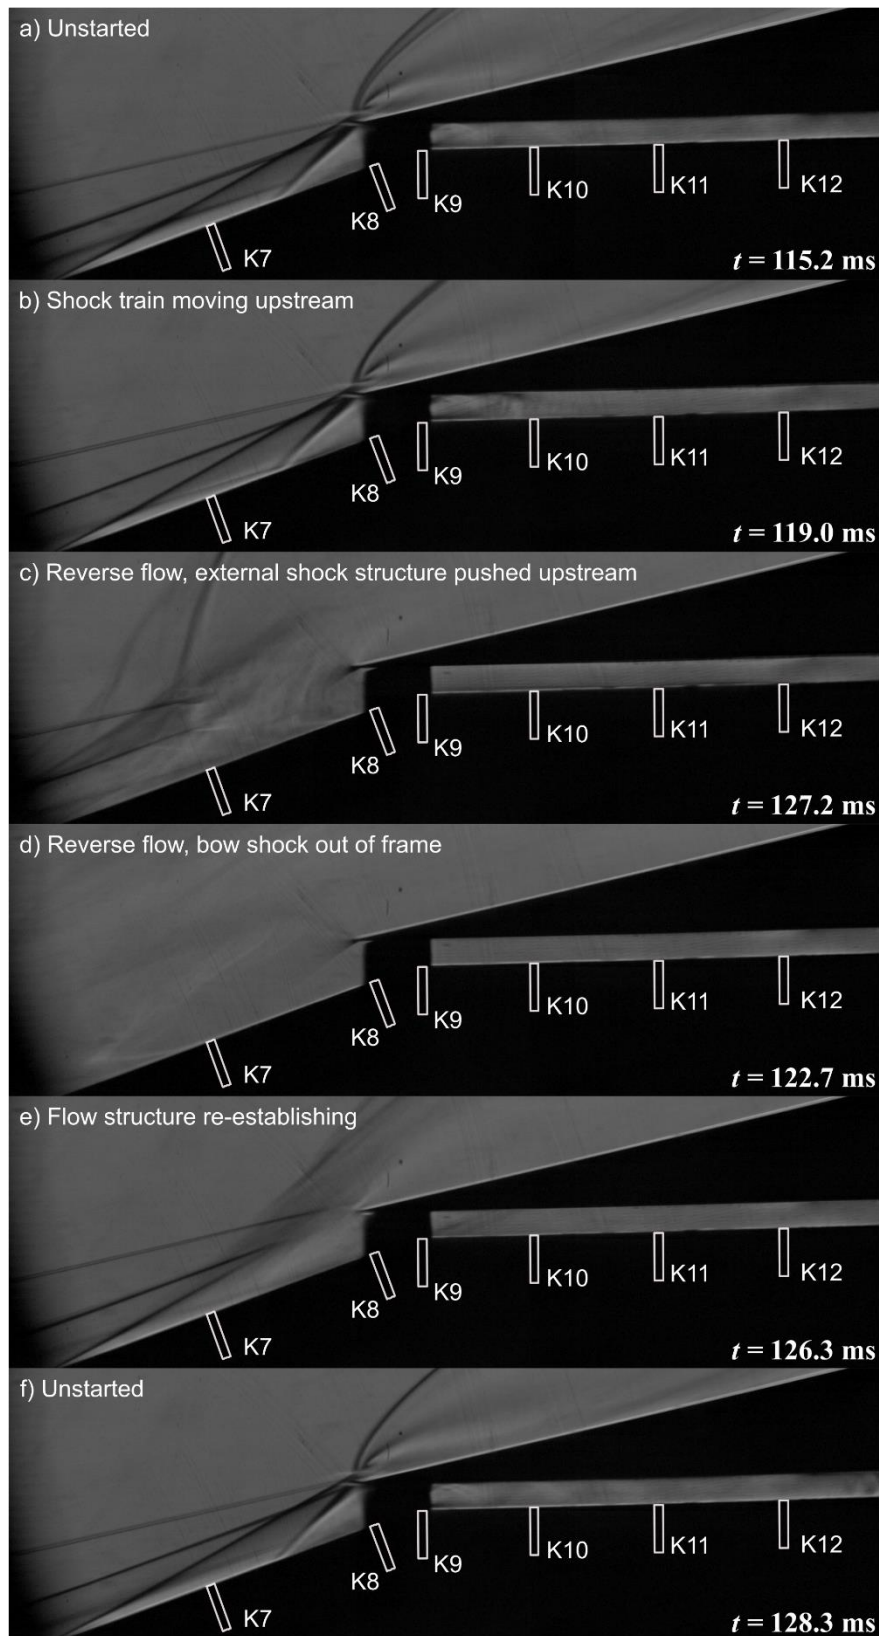 a) Unstarted
K7
K8
K9
K10
K11
K12
t = 115.2 ms
b) Shock train moving upstream
K7
K8
K9
K10
K11
K12
t = 119.0 ms
c) Reverse flow, external shock structure pushed upstream
K7
K8
K9
K10
K11
K12
t = 127.2 ms
d) Reverse flow, bow shock out of frame
K7
K8
K9
K10
K11
K12
t = 122.7 ms
e) Flow structure re-establishing
K7
K8
K9
K10
K11
K12
t = 126.3 ms
f) Unstarted
K7
K8
K9
K10
K11
K12
t = 128.3 ms